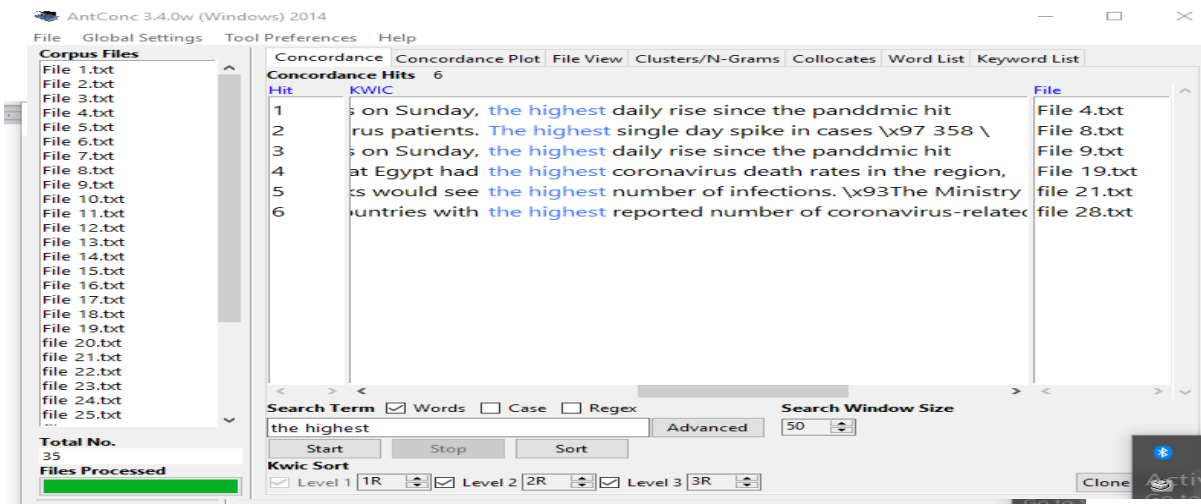 AntConc 3.4.0w (Windows) 2014
File Global Settings Tool Preferences Help
Corpus Files
File 1.txt
File 2.txt
File 3.txt
File 4.txt
File 5.txt
File 6.txt
File 7.txt
File 8.txt
File 9.txt
File 10.txt
File 11.txt
File 12.txt
File 13.txt
File 14.txt
File 15.txt
File 16.txt
File 17.txt
File 18.txt
File 19.txt
file 20.txt
file 21.txt
file 22.txt
file 23.txt
file 24.txt
file 25.txt
Total No.
35
Files Processed
Concordance Concordance Plot File View Clusters/N-Grams Collocates Word List Keyword List
Concordance Hits 6
Hit KWIC File
1 s on Sunday, the highest daily rise since the panddmic hit File 4.txt
2 rus patients. The highest single day spike in cases \x97 358 \ File 8.txt
3 s on Sunday, the highest daily rise since the panddmic hit File 9.txt
4 at Egypt had the highest coronavirus death rates in the region, File 19.txt
5 ks would see the highest number of infections. \x93The Ministry file 21.txt
6 ountries with the highest reported number of coronavirus-related file 28.txt
Search Term Words Case Regex Search Window Size
the highest Advanced 50
Start Stop Sort
Kwic Sort
Level 1 1R Level 2 2R Level 3 3R Clone